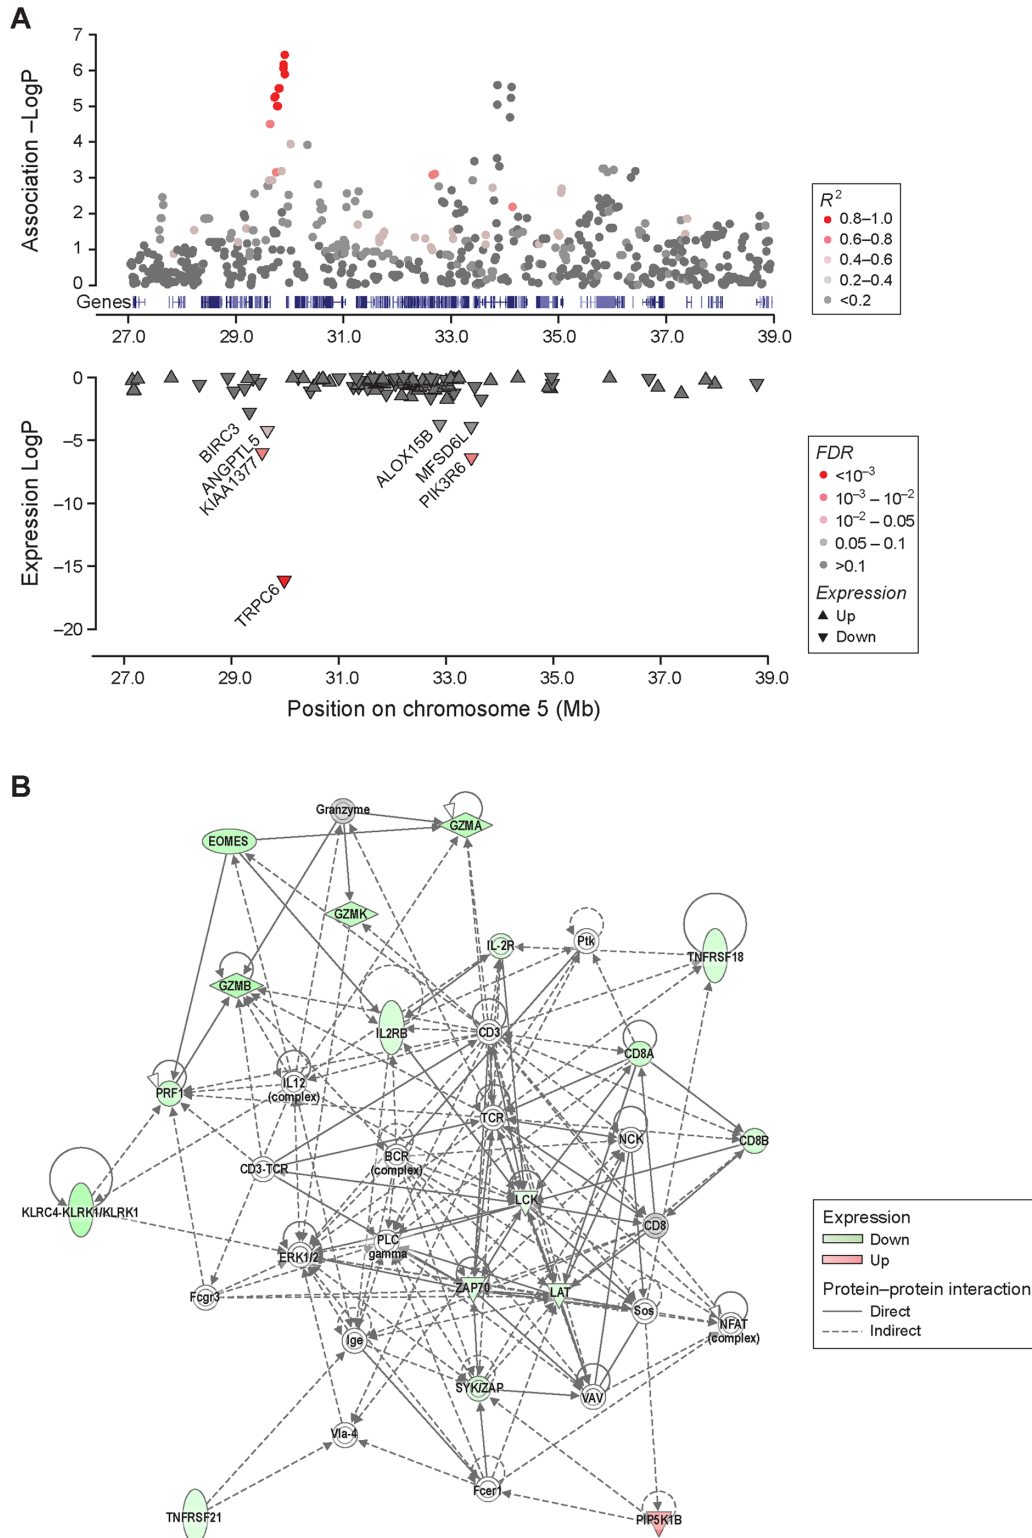 A
Association –LogP
7
6
5
4
3
2
1
0
Genes
27.0 29.0 31.0 33.0 35.0 37.0 39.0
R2
0.8–1.0
0.6–0.8
0.4–0.6
0.2–0.4
<0.2
Expression LogP
0
–5
–10
–15
–20
BIRC3
ANGPTL5
KIAA1377
TRPC6
ALOX15B
MFSD6L
PIK3R6
27.0 29.0 31.0 33.0 35.0 37.0 39.0
Position on chromosome 5 (Mb)
FDR
<10–3
10–3 – 10–2
10–2 – 0.05
0.05 – 0.1
>0.1
Expression
Up
Down
B
Granzyme
GZMA
EOMES
GZMK
IL-2R
Ptk
TNFRSF18
GZMB
IL2RB
CD3
CD8A
PRF1
IL12
(complex)
TCR
NCK
CD8B
CD3-TCR
BCR
(complex)
KLRC4-KLRK1/KLRK1
LCK
CD8
ERK1/2
PLC
gamma
Fcgr3
ZAP70
LAT
Sos
NFAT
(complex)
Ige
SYK/ZAP
VAV
Vla-4
Fcer1
TNFRSF21
PIP5K1B
Expression
Down
Up
Protein–protein interaction
Direct
Indirect